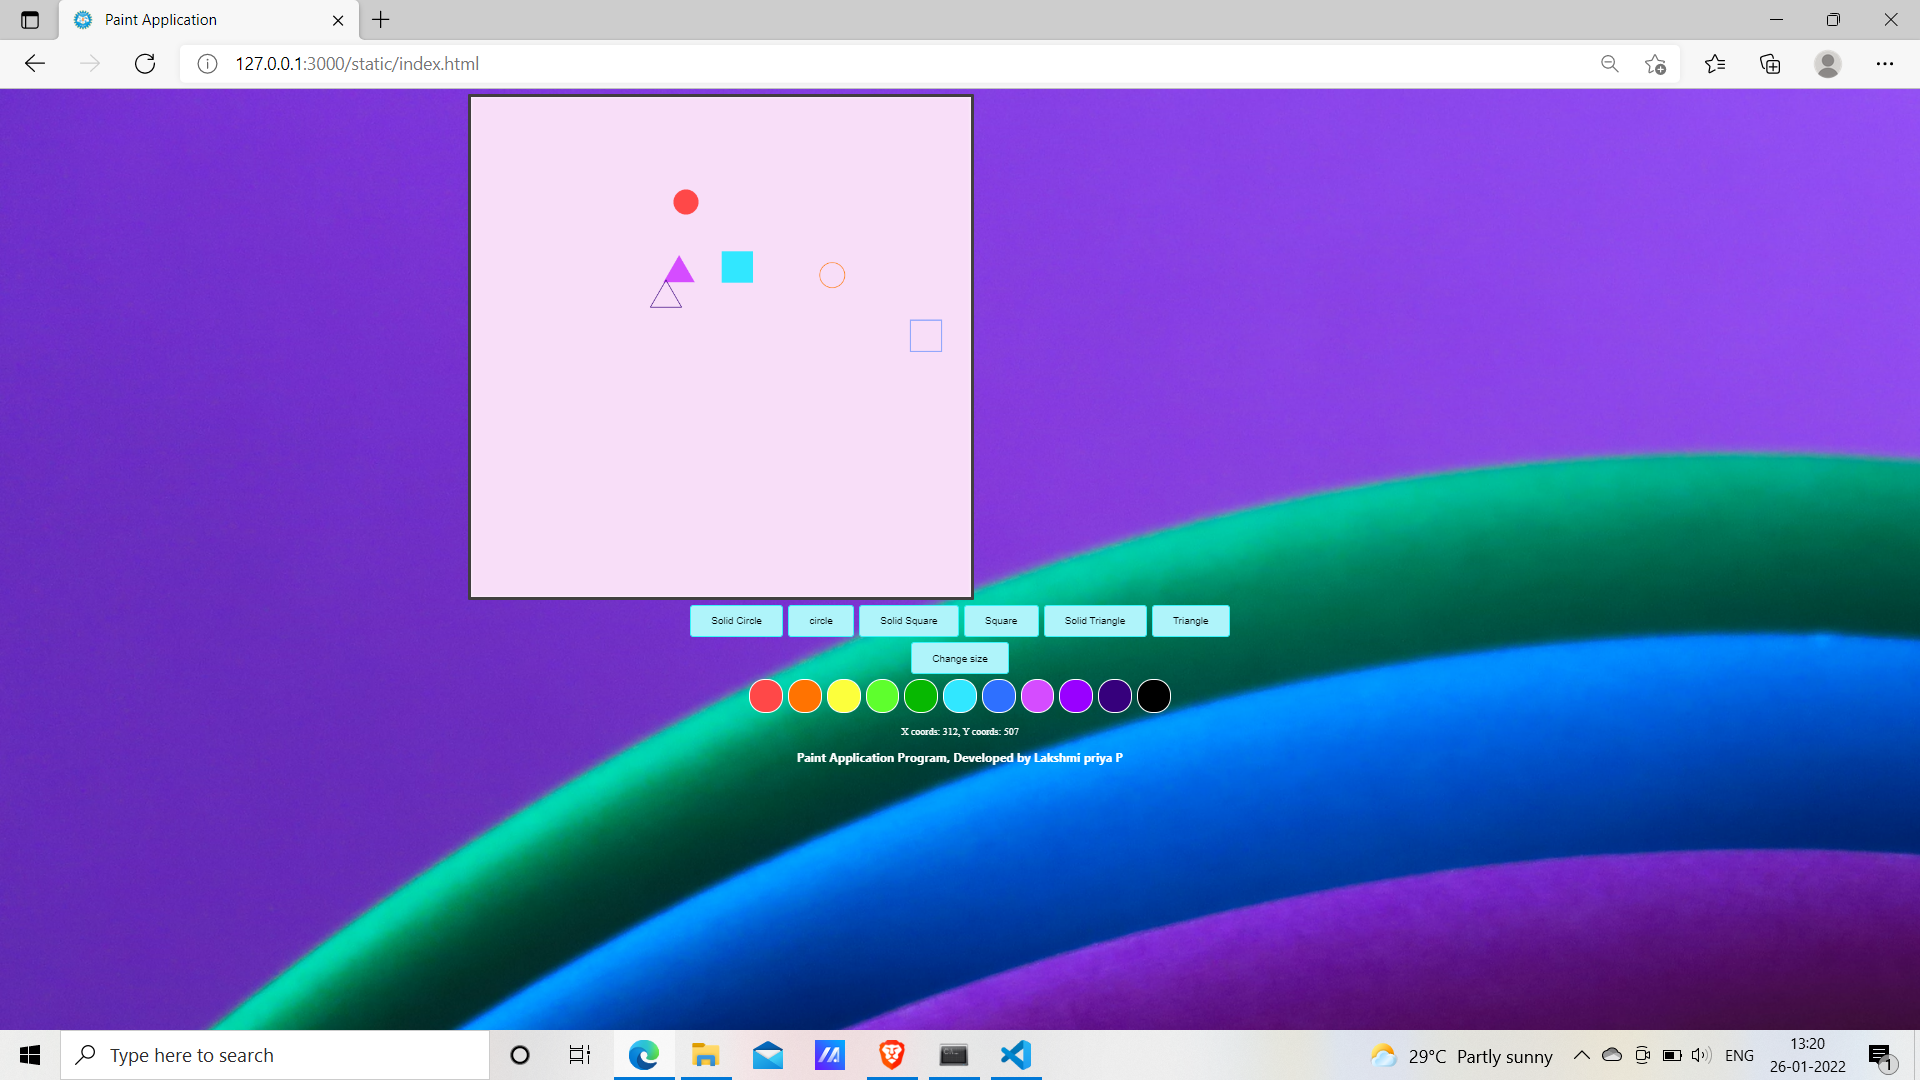 Paint Application
127.0.0.1:3000/static/index.html
Solid Circle circle Solid Square Square Solid Triangle Triangle
Change size
X coords: 312, Y coords: 507
Paint Application Program, Developed by Lakshmi priya P
Type here to search
29°C Partly sunny
ENG
13:20
26-01-2022
1